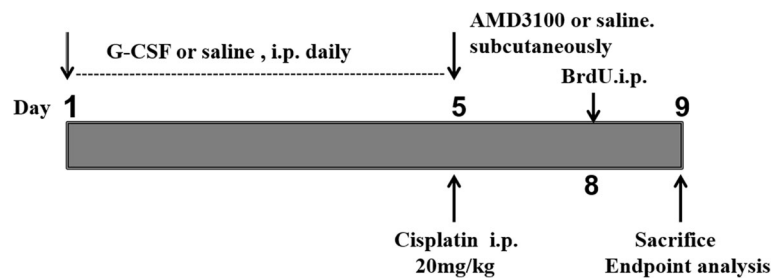 AMD3100 or saline.
subcutaneously
G-CSF or saline , i.p. daily
BrdU.i.p.
Day 1 5 9
8
Cisplatin i.p.
20mg/kg
Sacrifice
Endpoint analysis